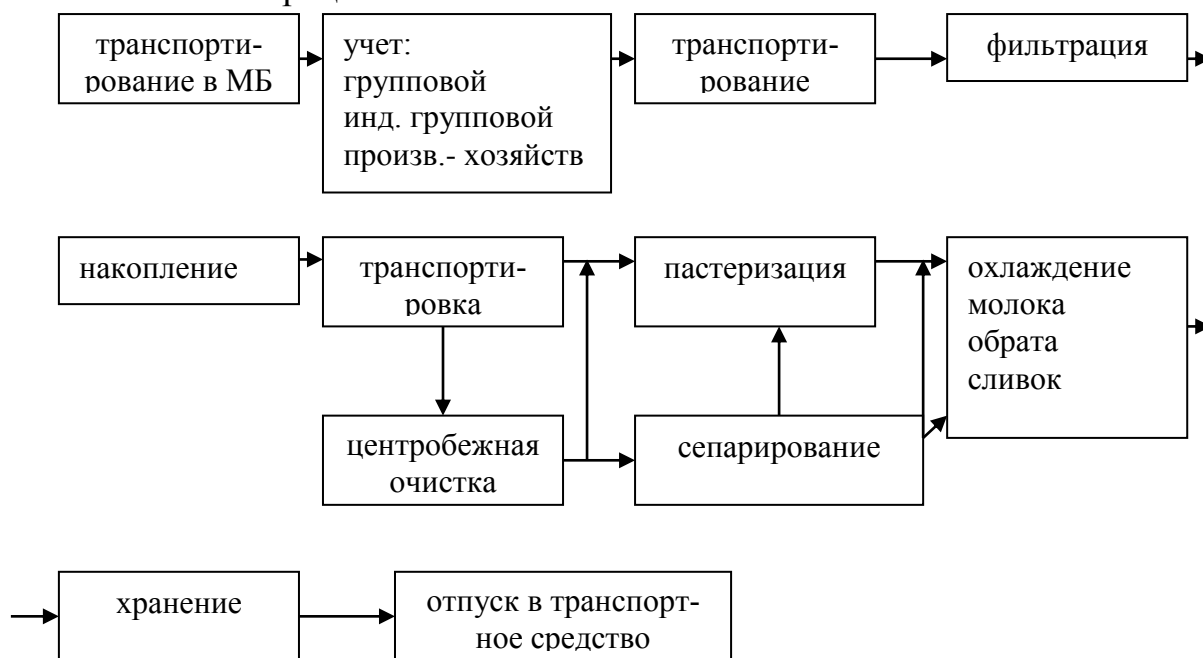 транспорти-
рование в МБ
учет:
групповой
инд. групповой
произв.- хозяйств
транспорти-
рование
фильтрация
накопление
транспорти-
ровка
пастеризация
охлаждение
молока
обрата
сливок
центробежная
очистка
сепарирование
хранение
отпуск в транспорт-
ное средство